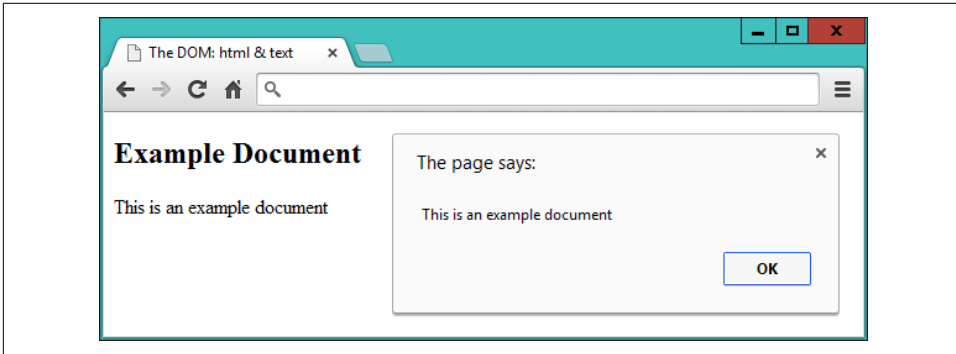 The DOM: html & text
Example Document
This is an example document
The page says:
This is an example document
OK